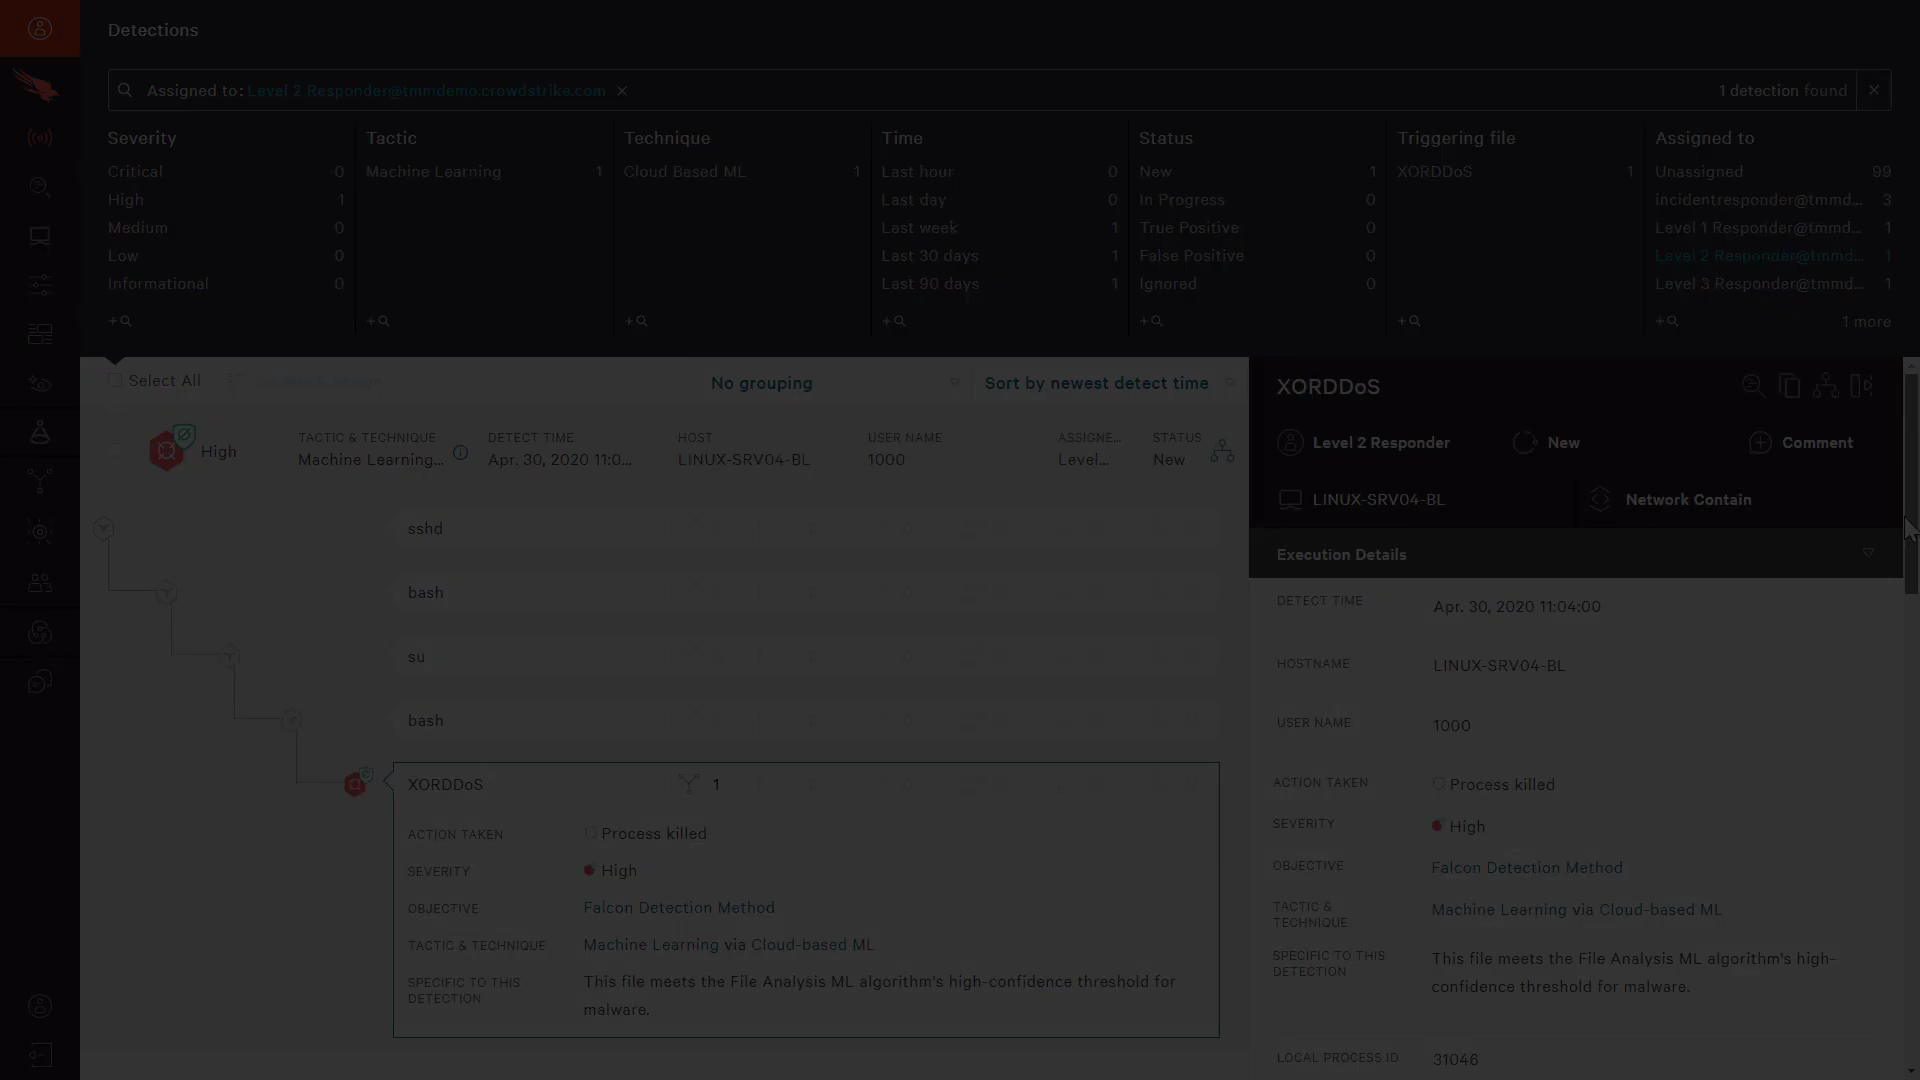 Detections
Assigned to: Level 2 Responder@tmmdemo.crowdstrike.com
1 detection found
Severity
Critical 0
High 1
Medium 0
Low 0
Informational 0
Tactic
Machine Learning 1
Technique
Cloud Based ML 1
Time
Last hour 0
Last day 0
Last week 1
Last 30 days 1
Last 90 days 1
Status
New 1
In Progress 0
True Positive 0
False Positive 0
Ignored 0
Triggering file
XORDDoS 1
Assigned to
Unassigned 99
incidentresponder@tmmd... 3
Level 1 Responder@tmmd... 1
Level 2 Responder@tmmd... 1
Level 3 Responder@tmmd... 1
1 more
Select All
No grouping
Sort by newest detect time
High
TACTIC & TECHNIQUE
Machine Learning...
DETECT TIME
Apr. 30, 2020 11:0...
HOST
LINUX-SRV04-BL
USER NAME
1000
ASSIGNE...
Level...
STATUS
New
sshd
bash
su
bash
XORDDoS 1
ACTION TAKEN Process killed
SEVERITY High
OBJECTIVE Falcon Detection Method
TACTIC & TECHNIQUE Machine Learning via Cloud-based ML
SPECIFIC TO THIS DETECTION
This file meets the File Analysis ML algorithm's high-confidence threshold for
malware.
XORDDoS
Level 2 Responder
New
Comment
LINUX-SRV04-BL
Network Contain
Execution Details
DETECT TIME Apr. 30, 2020 11:04:00
HOSTNAME LINUX-SRV04-BL
USER NAME 1000
ACTION TAKEN Process killed
SEVERITY High
OBJECTIVE Falcon Detection Method
TACTIC & TECHNIQUE
Machine Learning via Cloud-based ML
SPECIFIC TO THIS DETECTION
This file meets the File Analysis ML algorithm's high-
confidence threshold for malware.
LOCAL PROCESS ID 31046